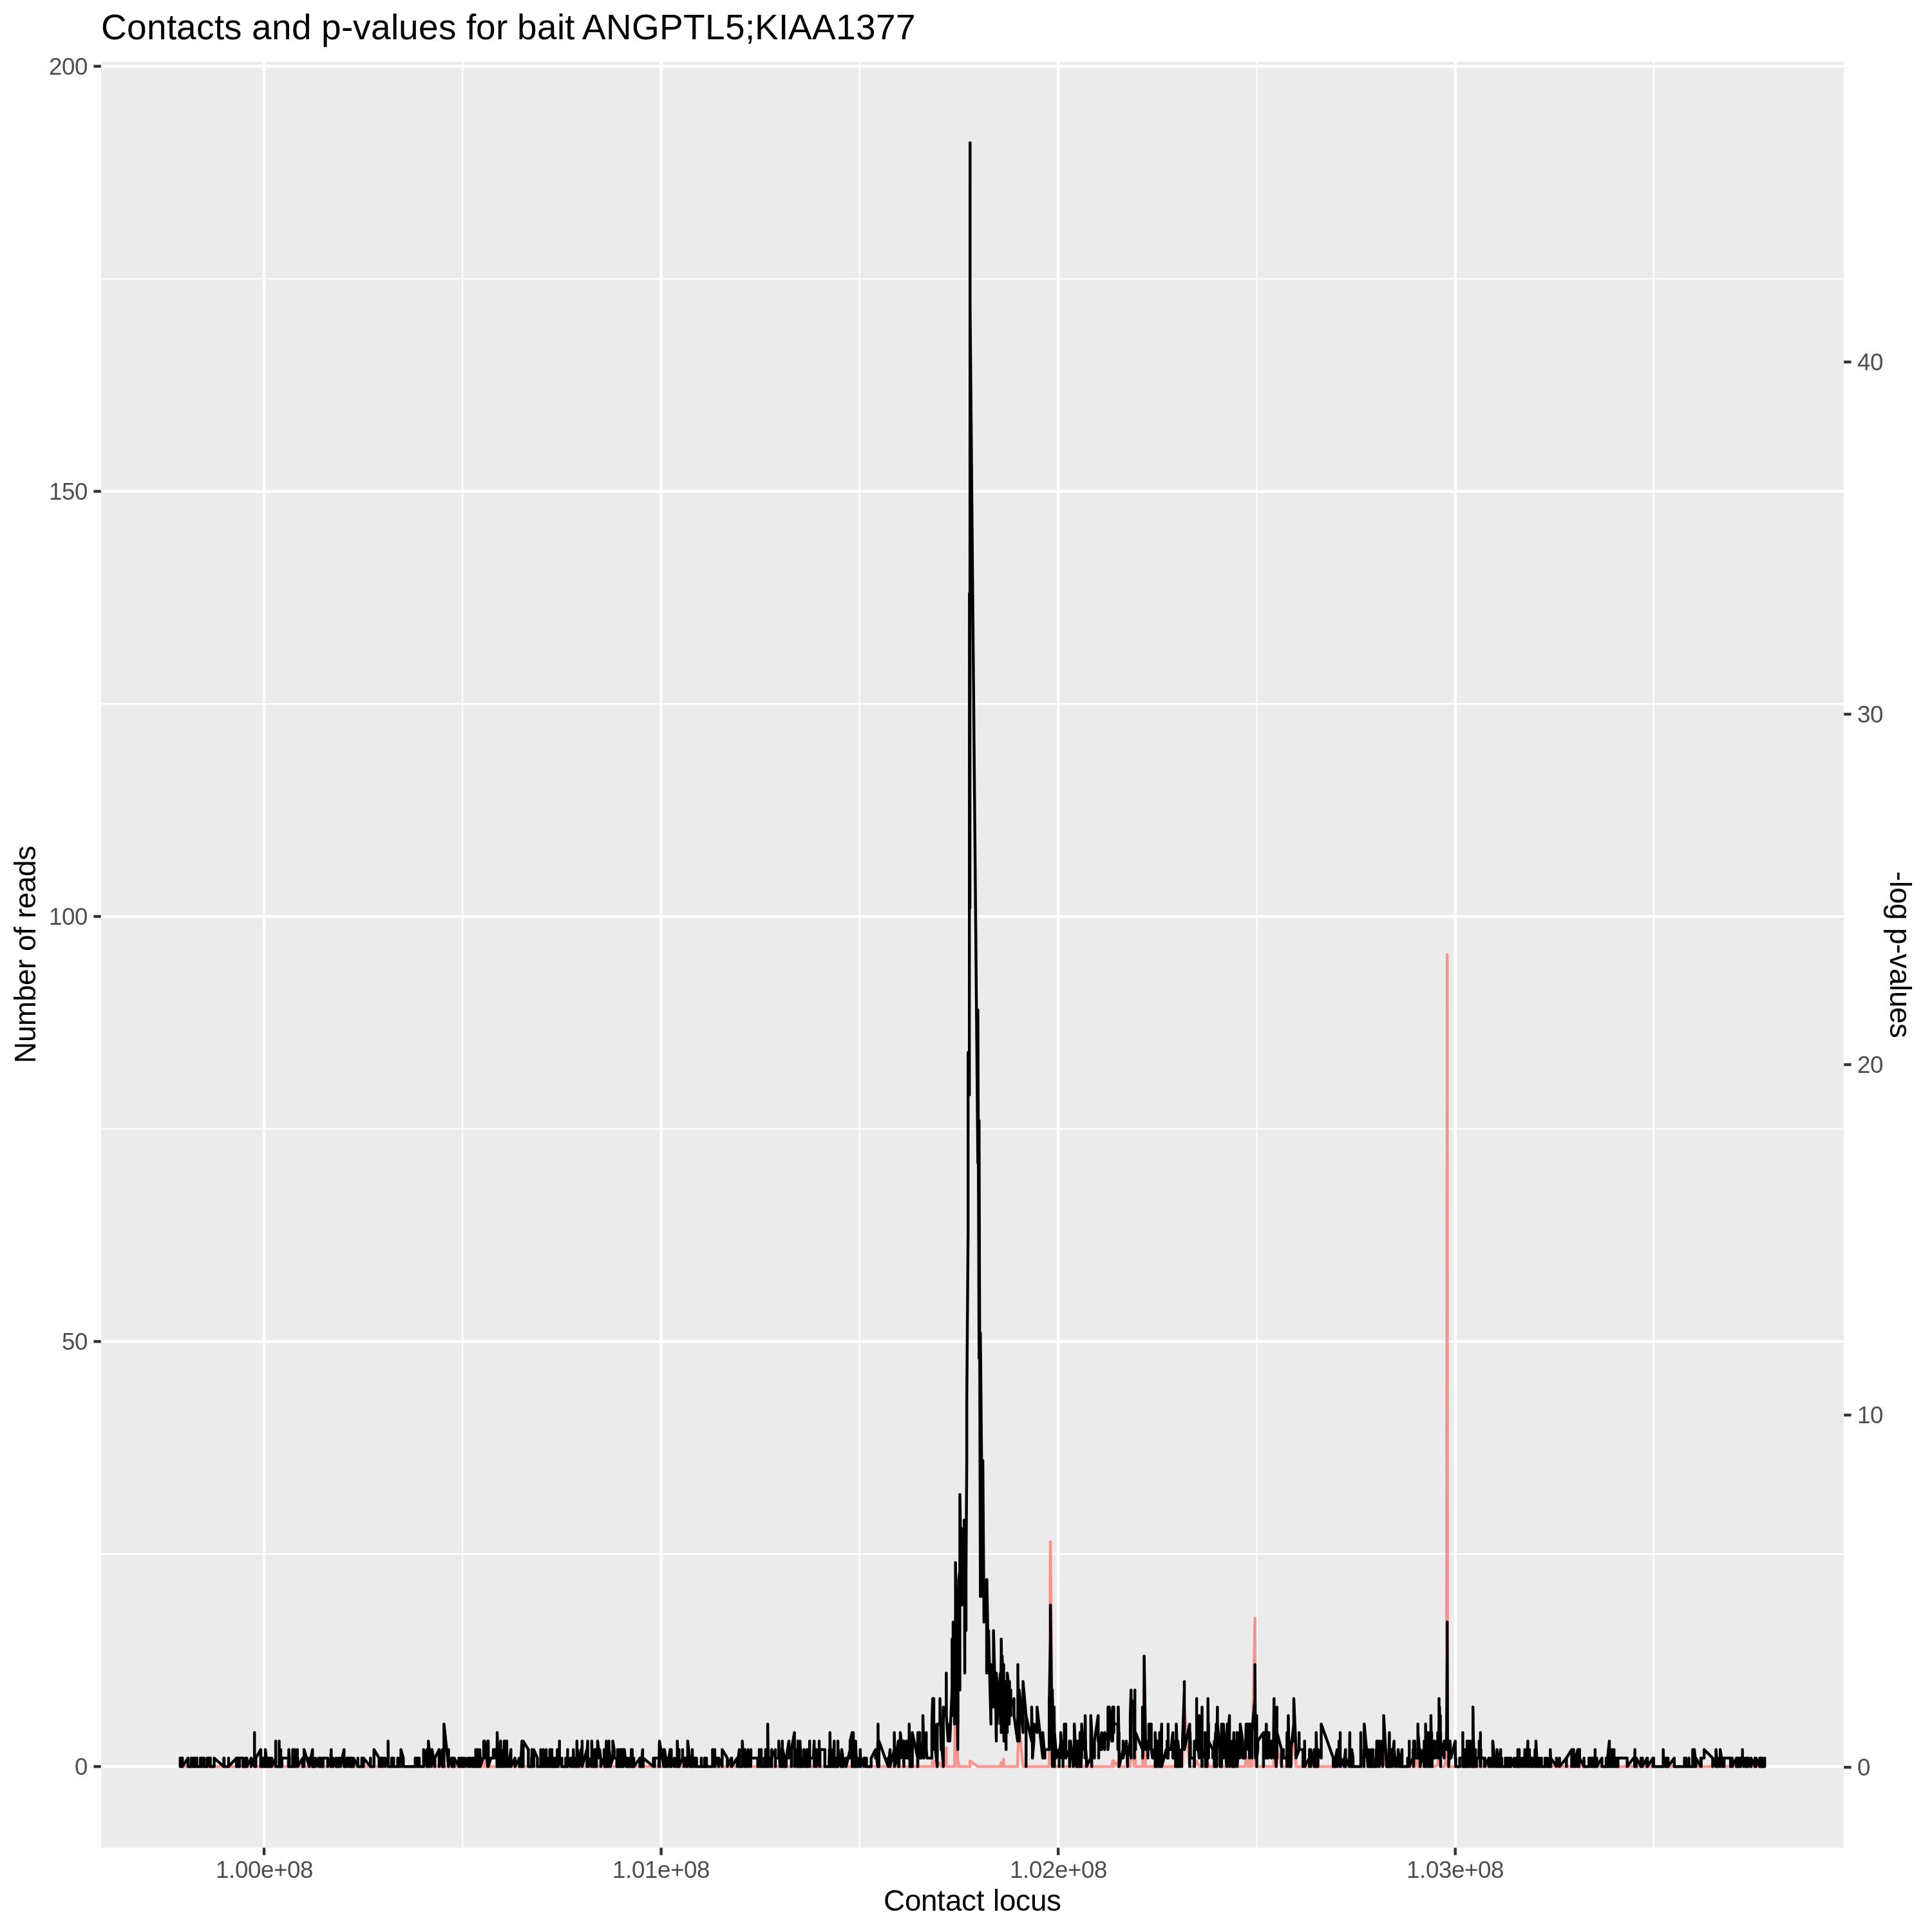 Contacts and p-values for bait ANGPTL5;KIAA1377
200
150
100
50
0
Number of reads
40
30
20
10
0
-log p-values
1.00e+08
1.01e+08
1.02e+08
1.03e+08
Contact locus